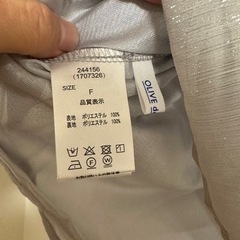 244156
(1707326)
SIZE
F
品質表示
表地 ポリエステル 100%
裏地 ポリエステル 100%
OLIVE